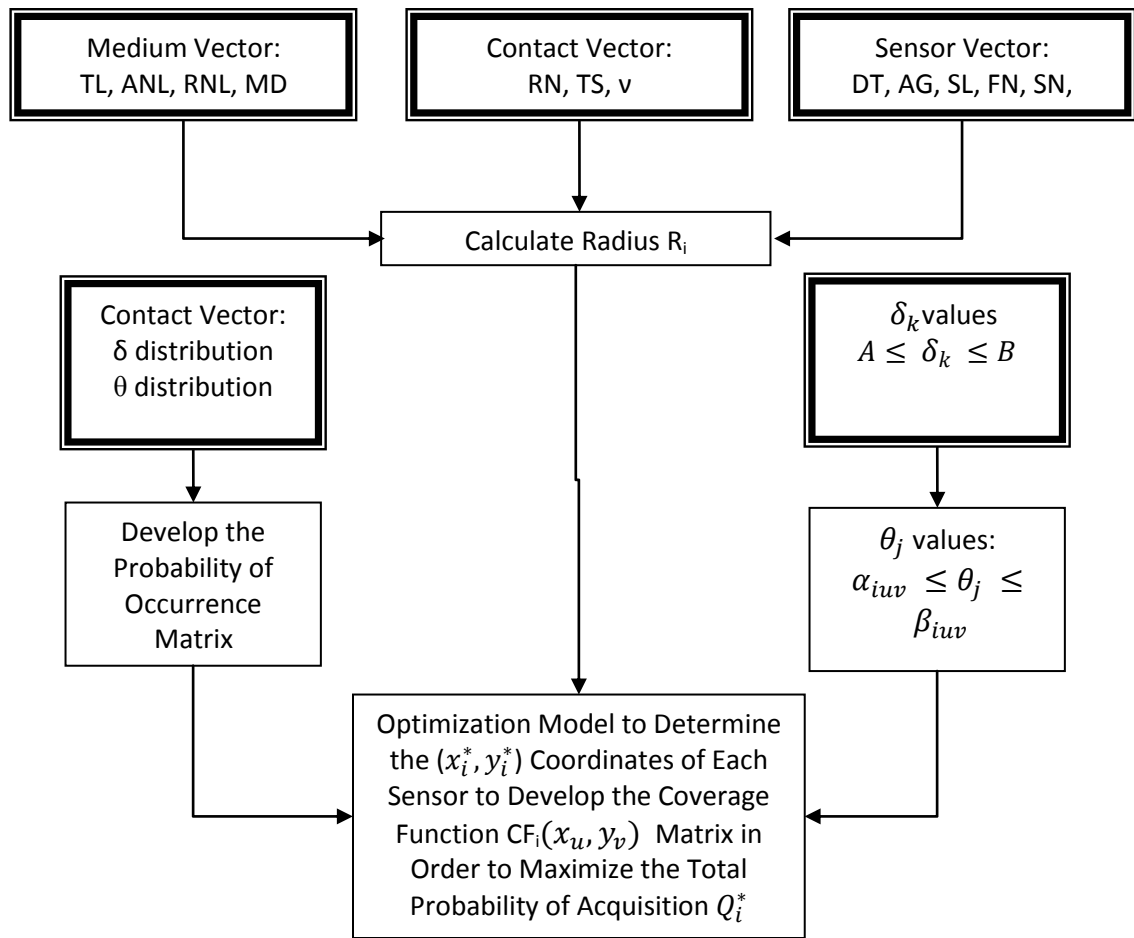 Medium Vector:
TL, ANL, RNL, MD
Contact Vector:
RN, TS, ν
Sensor Vector:
DT, AG, SL, FN, SN,
Calculate Radius Rᵢ
Contact Vector:
δ distribution
θ distribution
δₖ values
A ≤ δₖ ≤ B
Develop the
Probability of
Occurrence
Matrix
θⱼ values:
αᵢᵤᵥ ≤ θⱼ ≤
βᵢᵤᵥ
Optimization Model to Determine
the (xᵢ*, yᵢ*) Coordinates of Each
Sensor to Develop the Coverage
Function CFᵢ(xᵤ, yᵥ) Matrix in
Order to Maximize the Total
Probability of Acquisition Qᵢ*